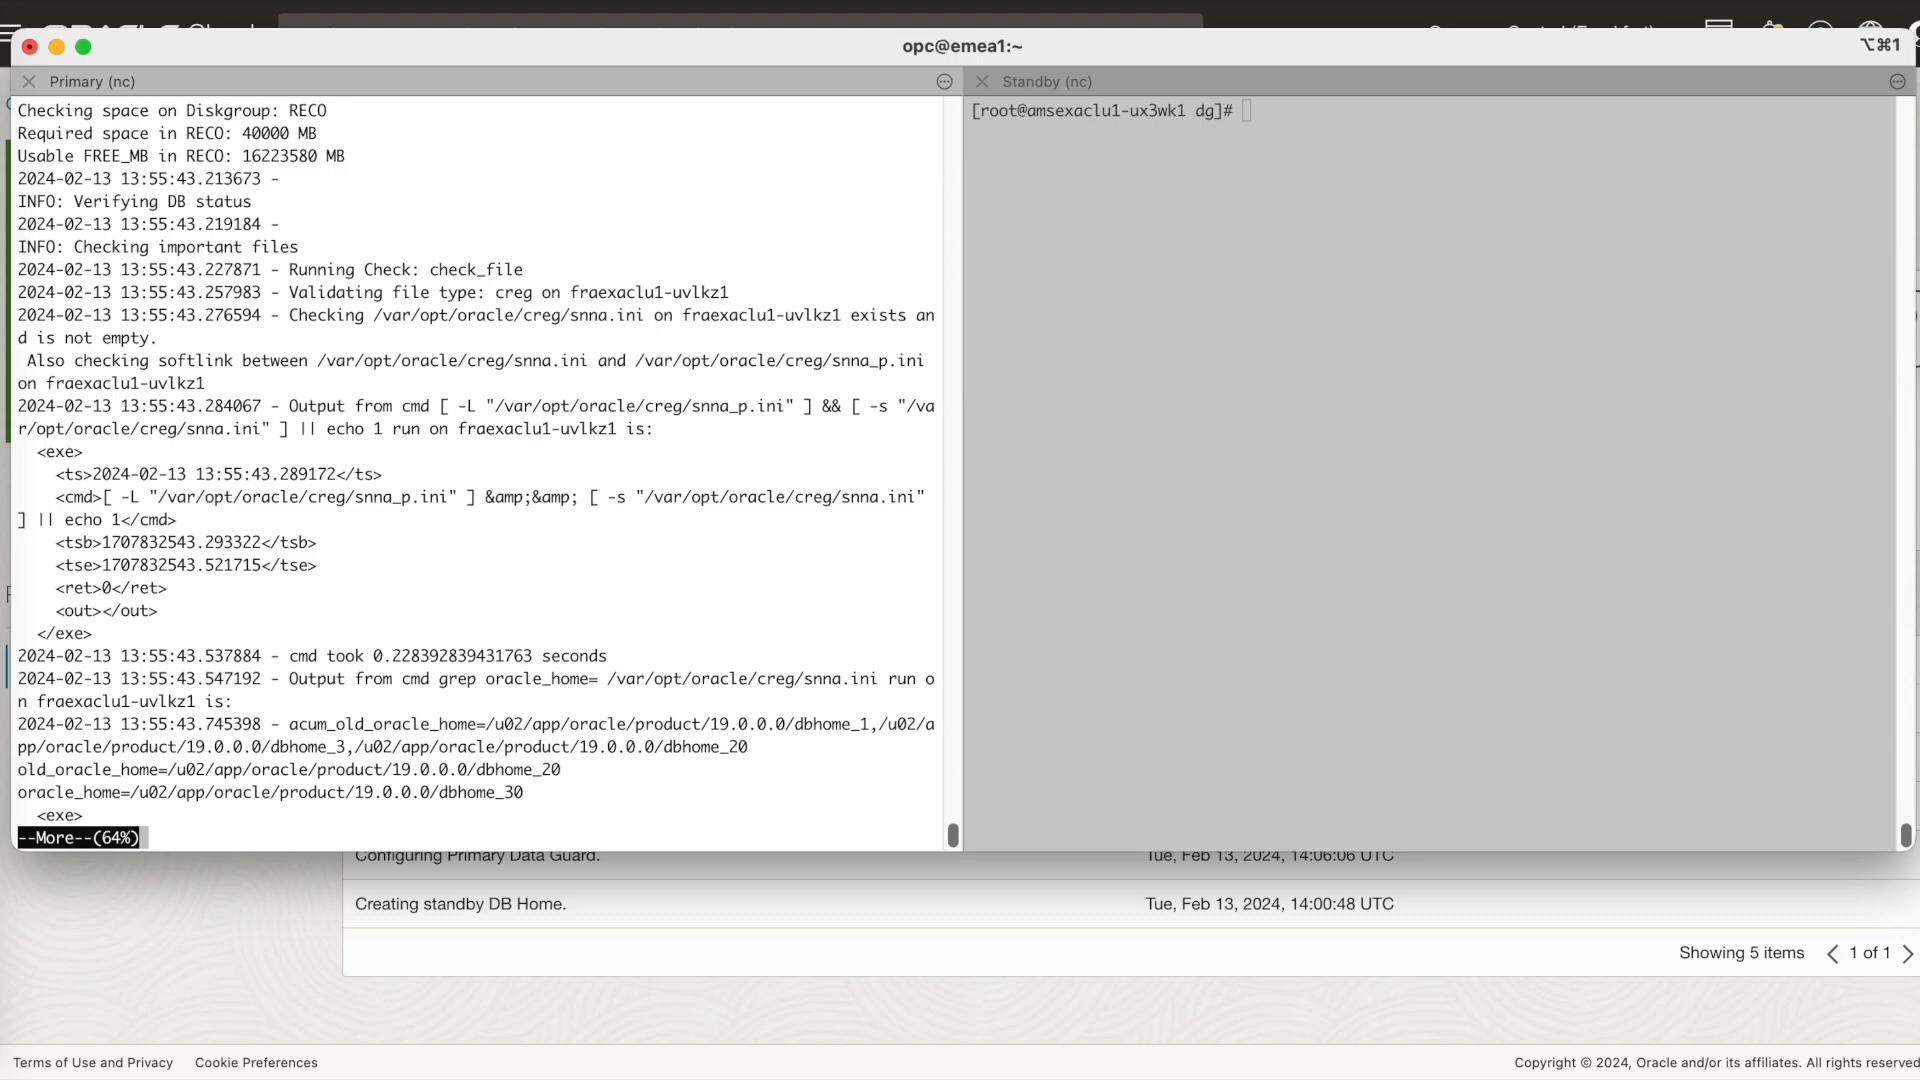 opc@emea1:~
⌥⌘1
Primary (nc)
Standby (nc)
Checking space on Diskgroup: RECO
Required space in RECO: 40000 MB
Usable FREE_MB in RECO: 16223580 MB
2024-02-13 13:55:43.213673 -
INFO: Verifying DB status
2024-02-13 13:55:43.219184 -
INFO: Checking important files
2024-02-13 13:55:43.227871 - Running Check: check_file
2024-02-13 13:55:43.257983 - Validating file type: creg on fraexaclu1-uvlkz1
2024-02-13 13:55:43.276594 - Checking /var/opt/oracle/creg/snna.ini on fraexaclu1-uvlkz1 exists an
d is not empty.
 Also checking softlink between /var/opt/oracle/creg/snna.ini and /var/opt/oracle/creg/snna_p.ini
on fraexaclu1-uvlkz1
2024-02-13 13:55:43.284067 - Output from cmd [ -L "/var/opt/oracle/creg/snna_p.ini" ] && [ -s "/va
r/opt/oracle/creg/snna.ini" ] || echo 1 run on fraexaclu1-uvlkz1 is:
  <exe>
    <ts>2024-02-13 13:55:43.289172</ts>
    <cmd>[ -L "/var/opt/oracle/creg/snna_p.ini" ] &amp;&amp; [ -s "/var/opt/oracle/creg/snna.ini"
] || echo 1</cmd>
    <tsb>1707832543.293322</tsb>
    <tse>1707832543.521715</tse>
    <ret>0</ret>
    <out></out>
  </exe>
2024-02-13 13:55:43.537884 - cmd took 0.228392839431763 seconds
2024-02-13 13:55:43.547192 - Output from cmd grep oracle_home= /var/opt/oracle/creg/snna.ini run o
n fraexaclu1-uvlkz1 is:
2024-02-13 13:55:43.745398 - acum_old_oracle_home=/u02/app/oracle/product/19.0.0.0/dbhome_1,/u02/a
pp/oracle/product/19.0.0.0/dbhome_3,/u02/app/oracle/product/19.0.0.0/dbhome_20
old_oracle_home=/u02/app/oracle/product/19.0.0.0/dbhome_20
oracle_home=/u02/app/oracle/product/19.0.0.0/dbhome_30
  <exe>
--More--(64%)
[root@amsexaclu1-ux3wk1 dg]#
Configuring Primary Data Guard. Tue, Feb 13, 2024, 14:06:06 UTC
Creating standby DB Home. Tue, Feb 13, 2024, 14:00:48 UTC
Showing 5 items 1 of 1
Terms of Use and Privacy Cookie Preferences
Copyright © 2024, Oracle and/or its affiliates. All rights reserved